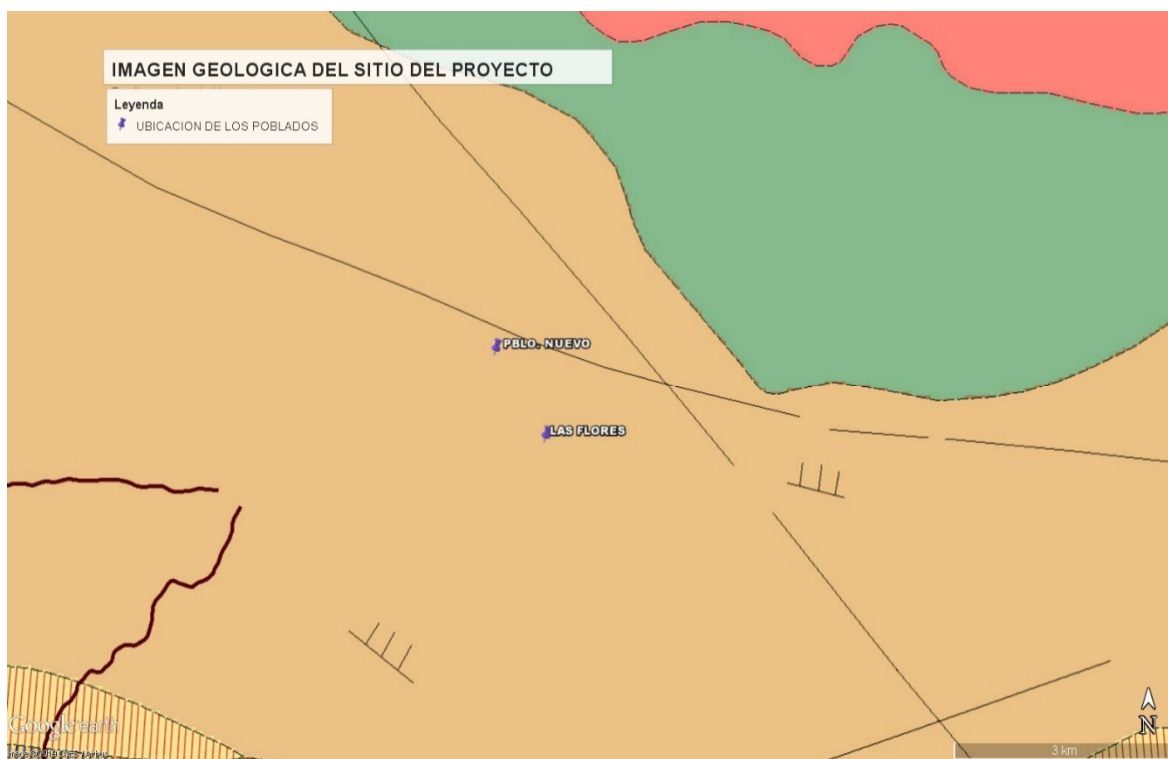 IMAGEN GEOLOGICA DEL SITIO DEL PROYECTO
Leyenda
UBICACION DE LOS POBLADOS
PBLO. NUEVO
LAS FLORES
Google earth
N
3 km